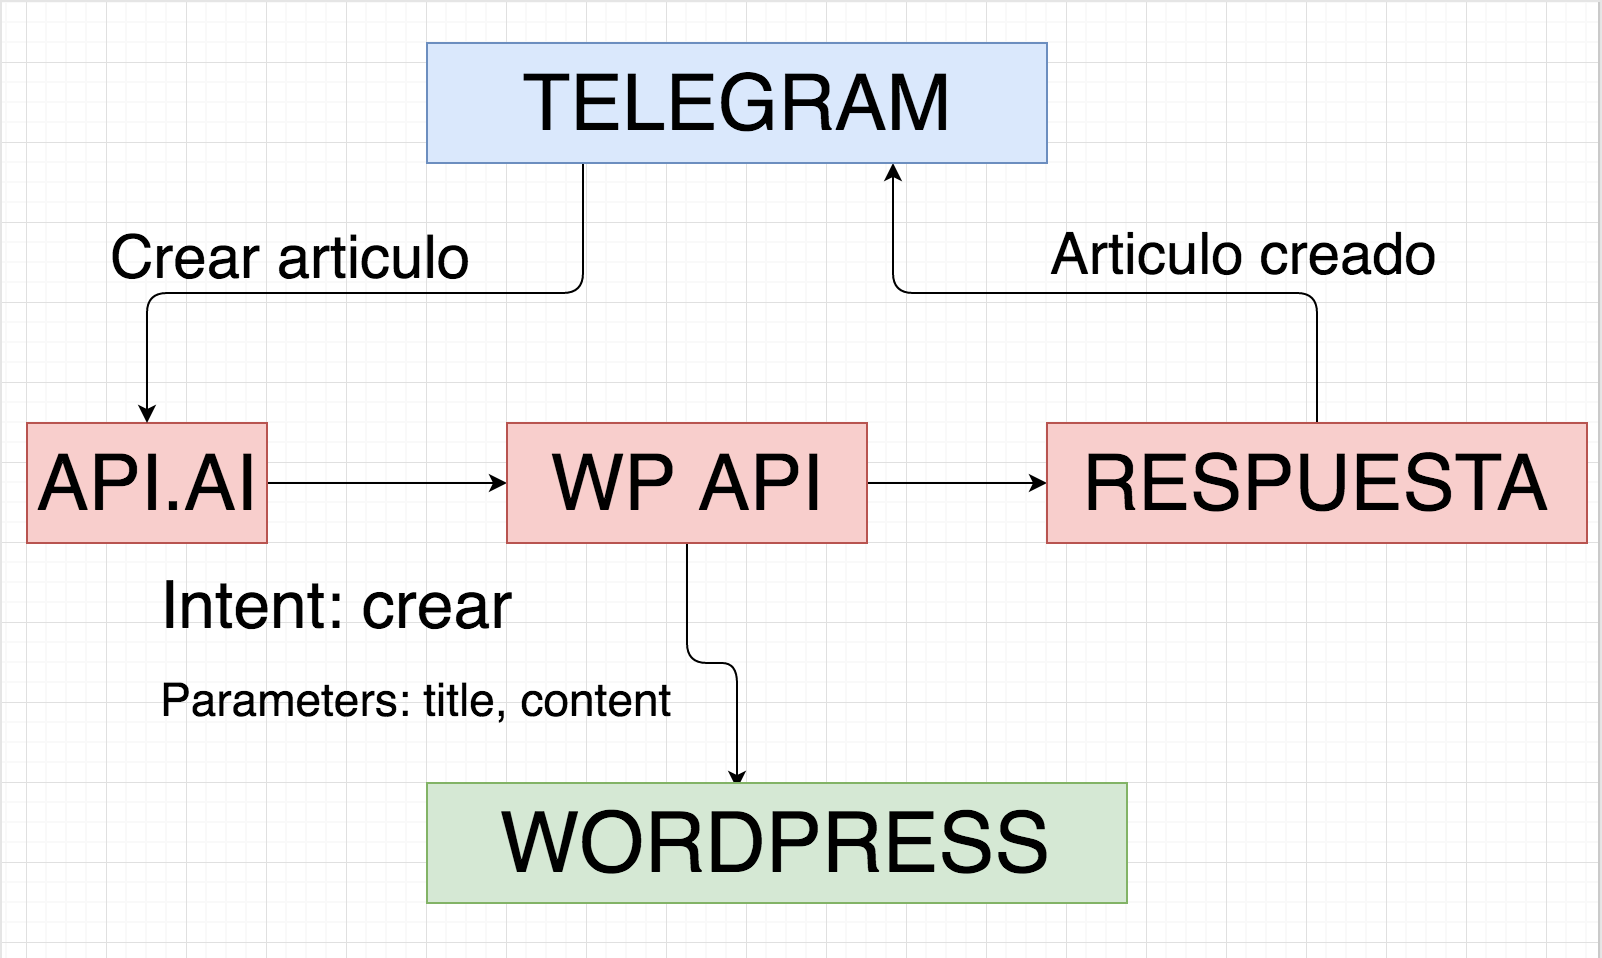 TELEGRAM
Crear articulo
Articulo creado
API.AI
WP API
RESPUESTA
Intent: crear
Parameters: title, content
WORDPRESS